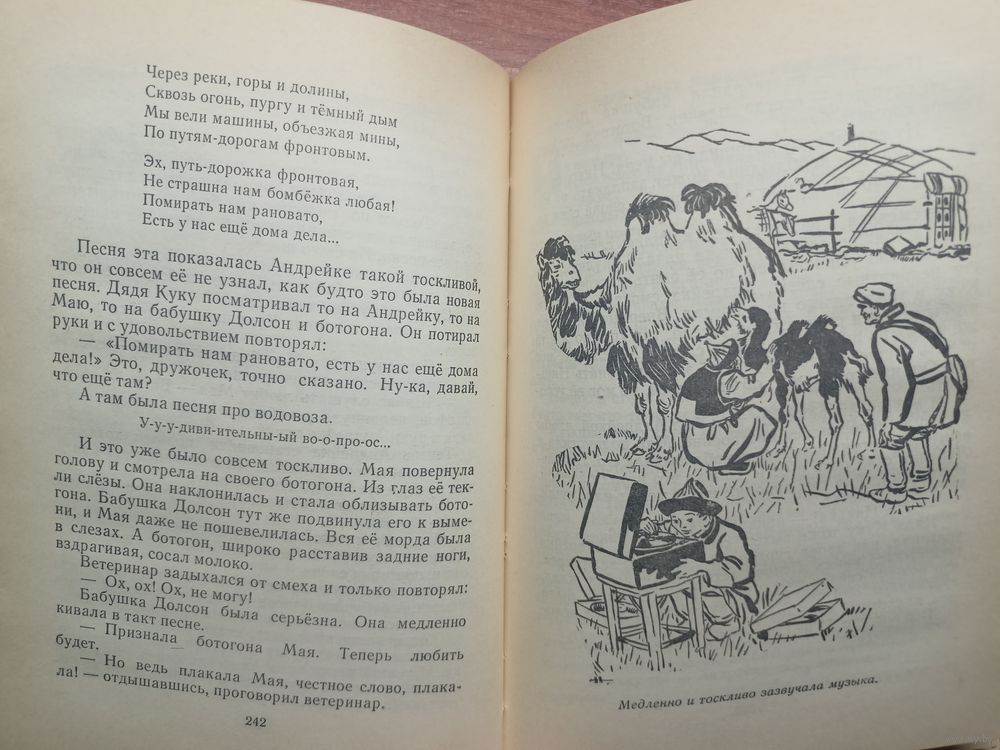 Через реки, горы и долины,
Сквозь огонь, пургу и тёмный дым
Мы вели машины, объезжая мины,
По путям-дорогам фронтовым.
Эх, путь-дорожка фронтовая,
Не страшна нам бомбёжка любая!
Помирать нам рановато,
Есть у нас ещё дома дела...
Песня эта показалась Андрейке такой тоскливой,
что он совсем её не узнал, как будто это была новая
песня. Дядя Куку посматривал то на Андрейку, то на
Маю, то на бабушку Долсон и ботогона. Он потирал
руки и с удовольствием повторял:
— «Помирать нам рановато, есть у нас ещё дома
дела!» Это, дружочек, точно сказано. Ну-ка, давай,
что ещё там?
А там была песня про водовоза.
У-у-у-диви-ительны-ый во-о-про-ос...
И это уже было совсем тоскливо. Мая повернула
голову и смотрела на своего ботогона. Из глаз её тек-
ли слёзы. Она наклонилась и стала облизывать бото-
гона. Бабушка Долсон тут же подвинула его к выме-
ни, и Мая даже не пошевелилась. Вся её морда была
в слезах. А ботогон, широко расставив задние ноги,
вздрагивая, сосал молоко.
Ветеринар задыхался от смеха и только повторял:
— Ох, ох! Ох, не могу!
Бабушка Долсон была серьёзна. Она медленно
кивала в такт песне.
— Признала ботогона Мая. Теперь любить
будет.
— Но ведь плакала Мая, честное слово, плака-
ла! — отдышавшись, проговорил ветеринар.
242
Медленно и тоскливо зазвучала музыка.